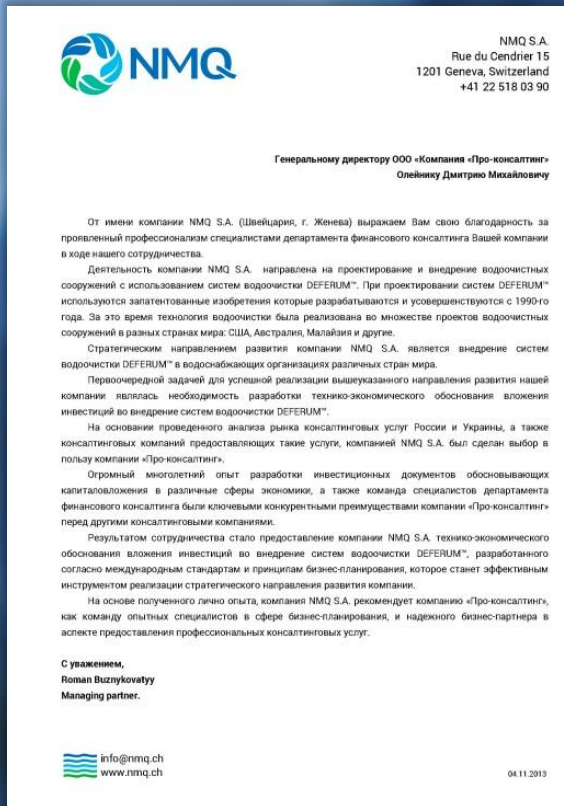 NMQ
NMQ S.A.
Rue du Cendrier 15
1201 Geneva, Switzerland
+41 22 518 03 90
Генеральному директору ООО «Компания «Про-консалтинг»
Олейнику Дмитрию Михайловичу
От имени компании NMQ S.A. (Швейцария, г. Женева) выражаем Вам свою благодарность за
проявленный профессионализм специалистами департамента финансового консалтинга Вашей компании
в ходе нашего сотрудничества.
Деятельность компании NMQ S.A. направлена на проектирование и внедрение водоочистных
сооружений с использованием систем водоочистки DEFERUM™. При проектировании систем DEFERUM™
используются запатентованные изобретения которые разрабатываются и усовершенствуются с 1990-го
года. За это время технология водоочистки была реализована во множестве проектов водоочистных
сооружений в разных странах мира: США, Австралия, Малайзия и другие.
Стратегическим направлением развития компании NMQ S.A. является внедрение систем
водоочистки DEFERUM™ в водоснабжающих организациях различных стран мира.
Первоочередной задачей для успешной реализации вышеуказанного направления развития нашей
компании являлась необходимость разработки технико-экономического обоснования вложения
инвестиций во внедрение систем водоочистки DEFERUM™.
На основании проведенного анализа рынка консалтинговых услуг России и Украины, а также
консалтинговых компаний предоставляющих такие услуги, компанией NMQ S.A. был сделан выбор в
пользу компании «Про-консалтинг».
Огромный многолетний опыт разработки инвестиционных документов обосновывающих
капиталовложения в различные сферы экономики, а также команда специалистов департамента
финансового консалтинга были ключевыми конкурентными преимуществами компании «Про-консалтинг»
перед другими консалтинговыми компаниями.
Результатом сотрудничества стало предоставление компании NMQ S.A. технико-экономического
обоснования вложения инвестиций во внедрение систем водоочистки DEFERUM™, разработанного
согласно международным стандартам и принципам бизнес-планирования, которое станет эффективным
инструментом реализации стратегического направления развития компании.
На основе полученного лично опыта, компания NMQ S.A. рекомендует компанию «Про-консалтинг»,
как команду опытных специалистов в сфере бизнес-планирования, и надежного бизнес-партнера в
аспекте предоставления профессиональных консалтинговых услуг.
С уважением,
Roman Buznykovatyy
Managing partner.
info@nmq.ch
www.nmq.ch
04.11.2013